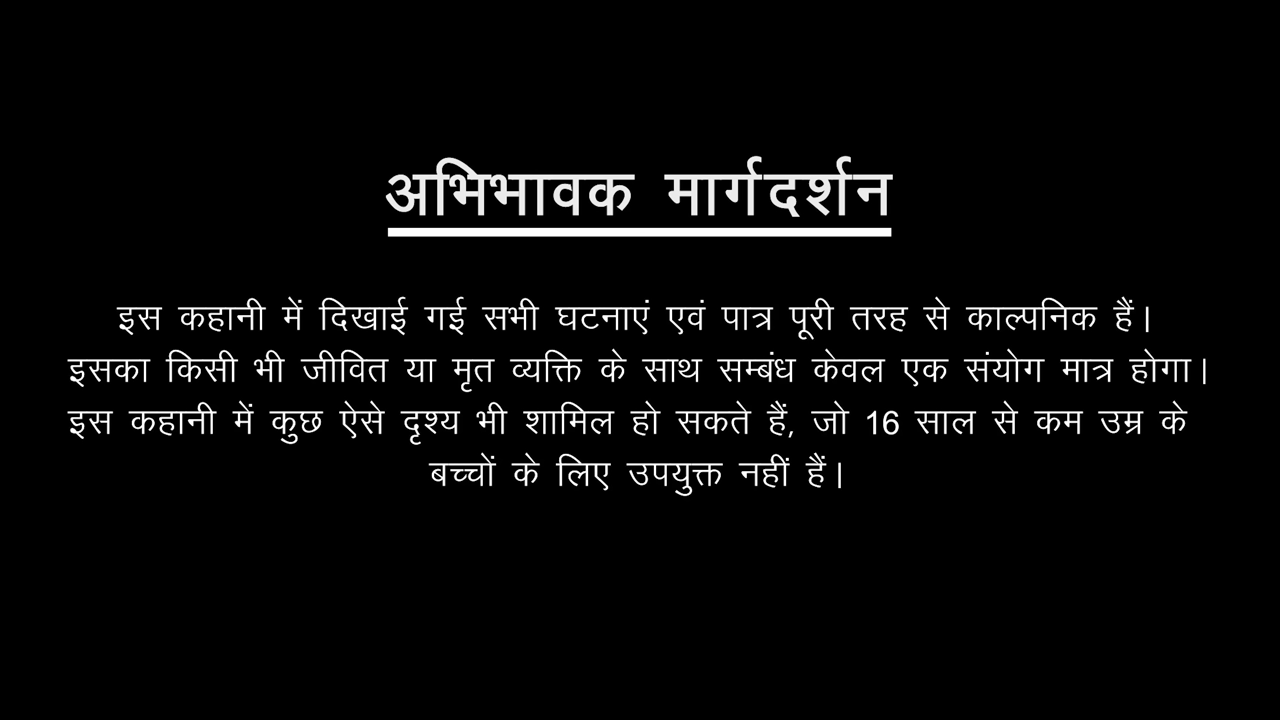 अभिभावक मार्गदर्शन
इस कहानी में दिखाई गई सभी घटनाएं एवं पात्र पूरी तरह से काल्पनिक हैं।
इसका किसी भी जीवित या मृत व्यक्ति के साथ सम्बंध केवल एक संयोग मात्र होगा।
इस कहानी में कुछ ऐसे दृश्य भी शामिल हो सकते हैं, जो 16 साल से कम उम्र के
बच्चों के लिए उपयुक्त नहीं हैं।